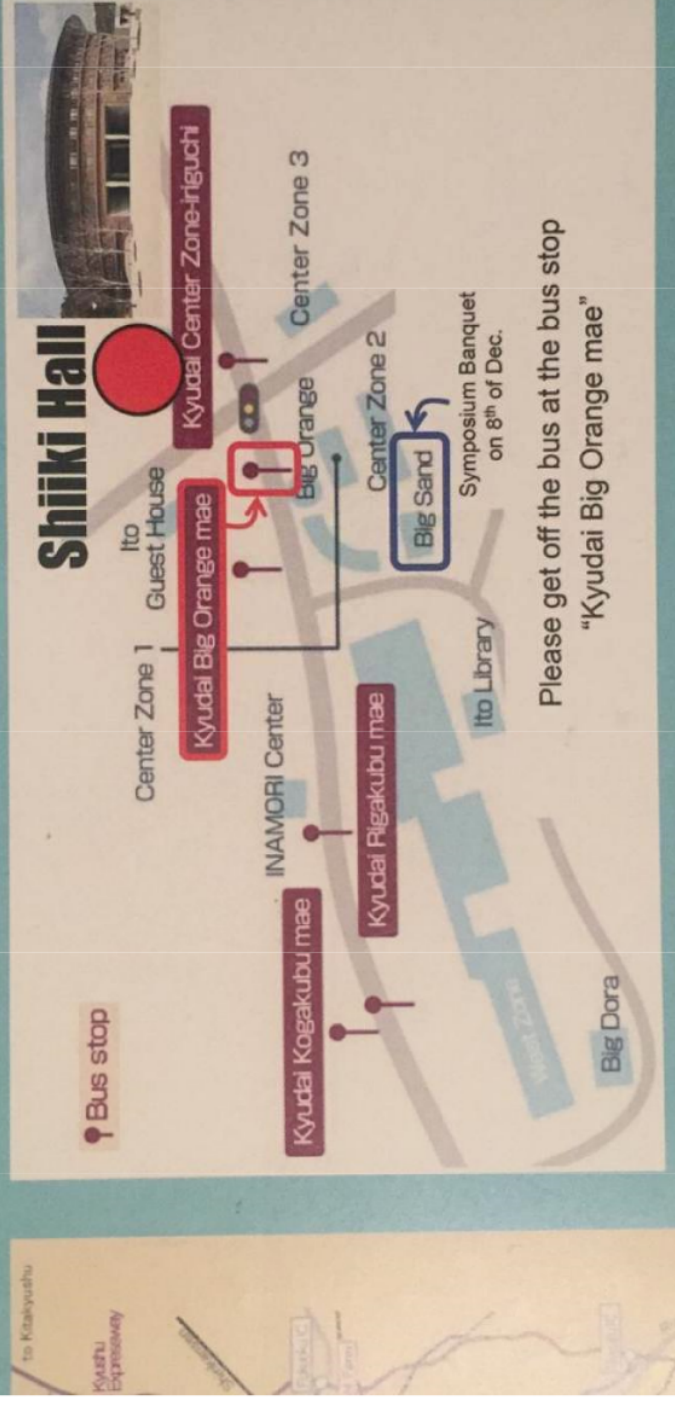 to Kitakyushu
Kyushu
Expressway
Bus stop
Shiiki Hall
Ito
Guest House
Center Zone 1
Kyudai Center Zone-iriguchi
Kyudai Big Orange mae
INAMORI Center
Kyudai Kogakubu mae
Center Zone 3
Big Orange
Kyudai Rigakubu mae
Center Zone 2
Big Sand
Symposium Banquet
on 8th of Dec.
Ito Library
West Zone
Big Dora
Please get off the bus at the bus stop
“Kyudai Big Orange mae”